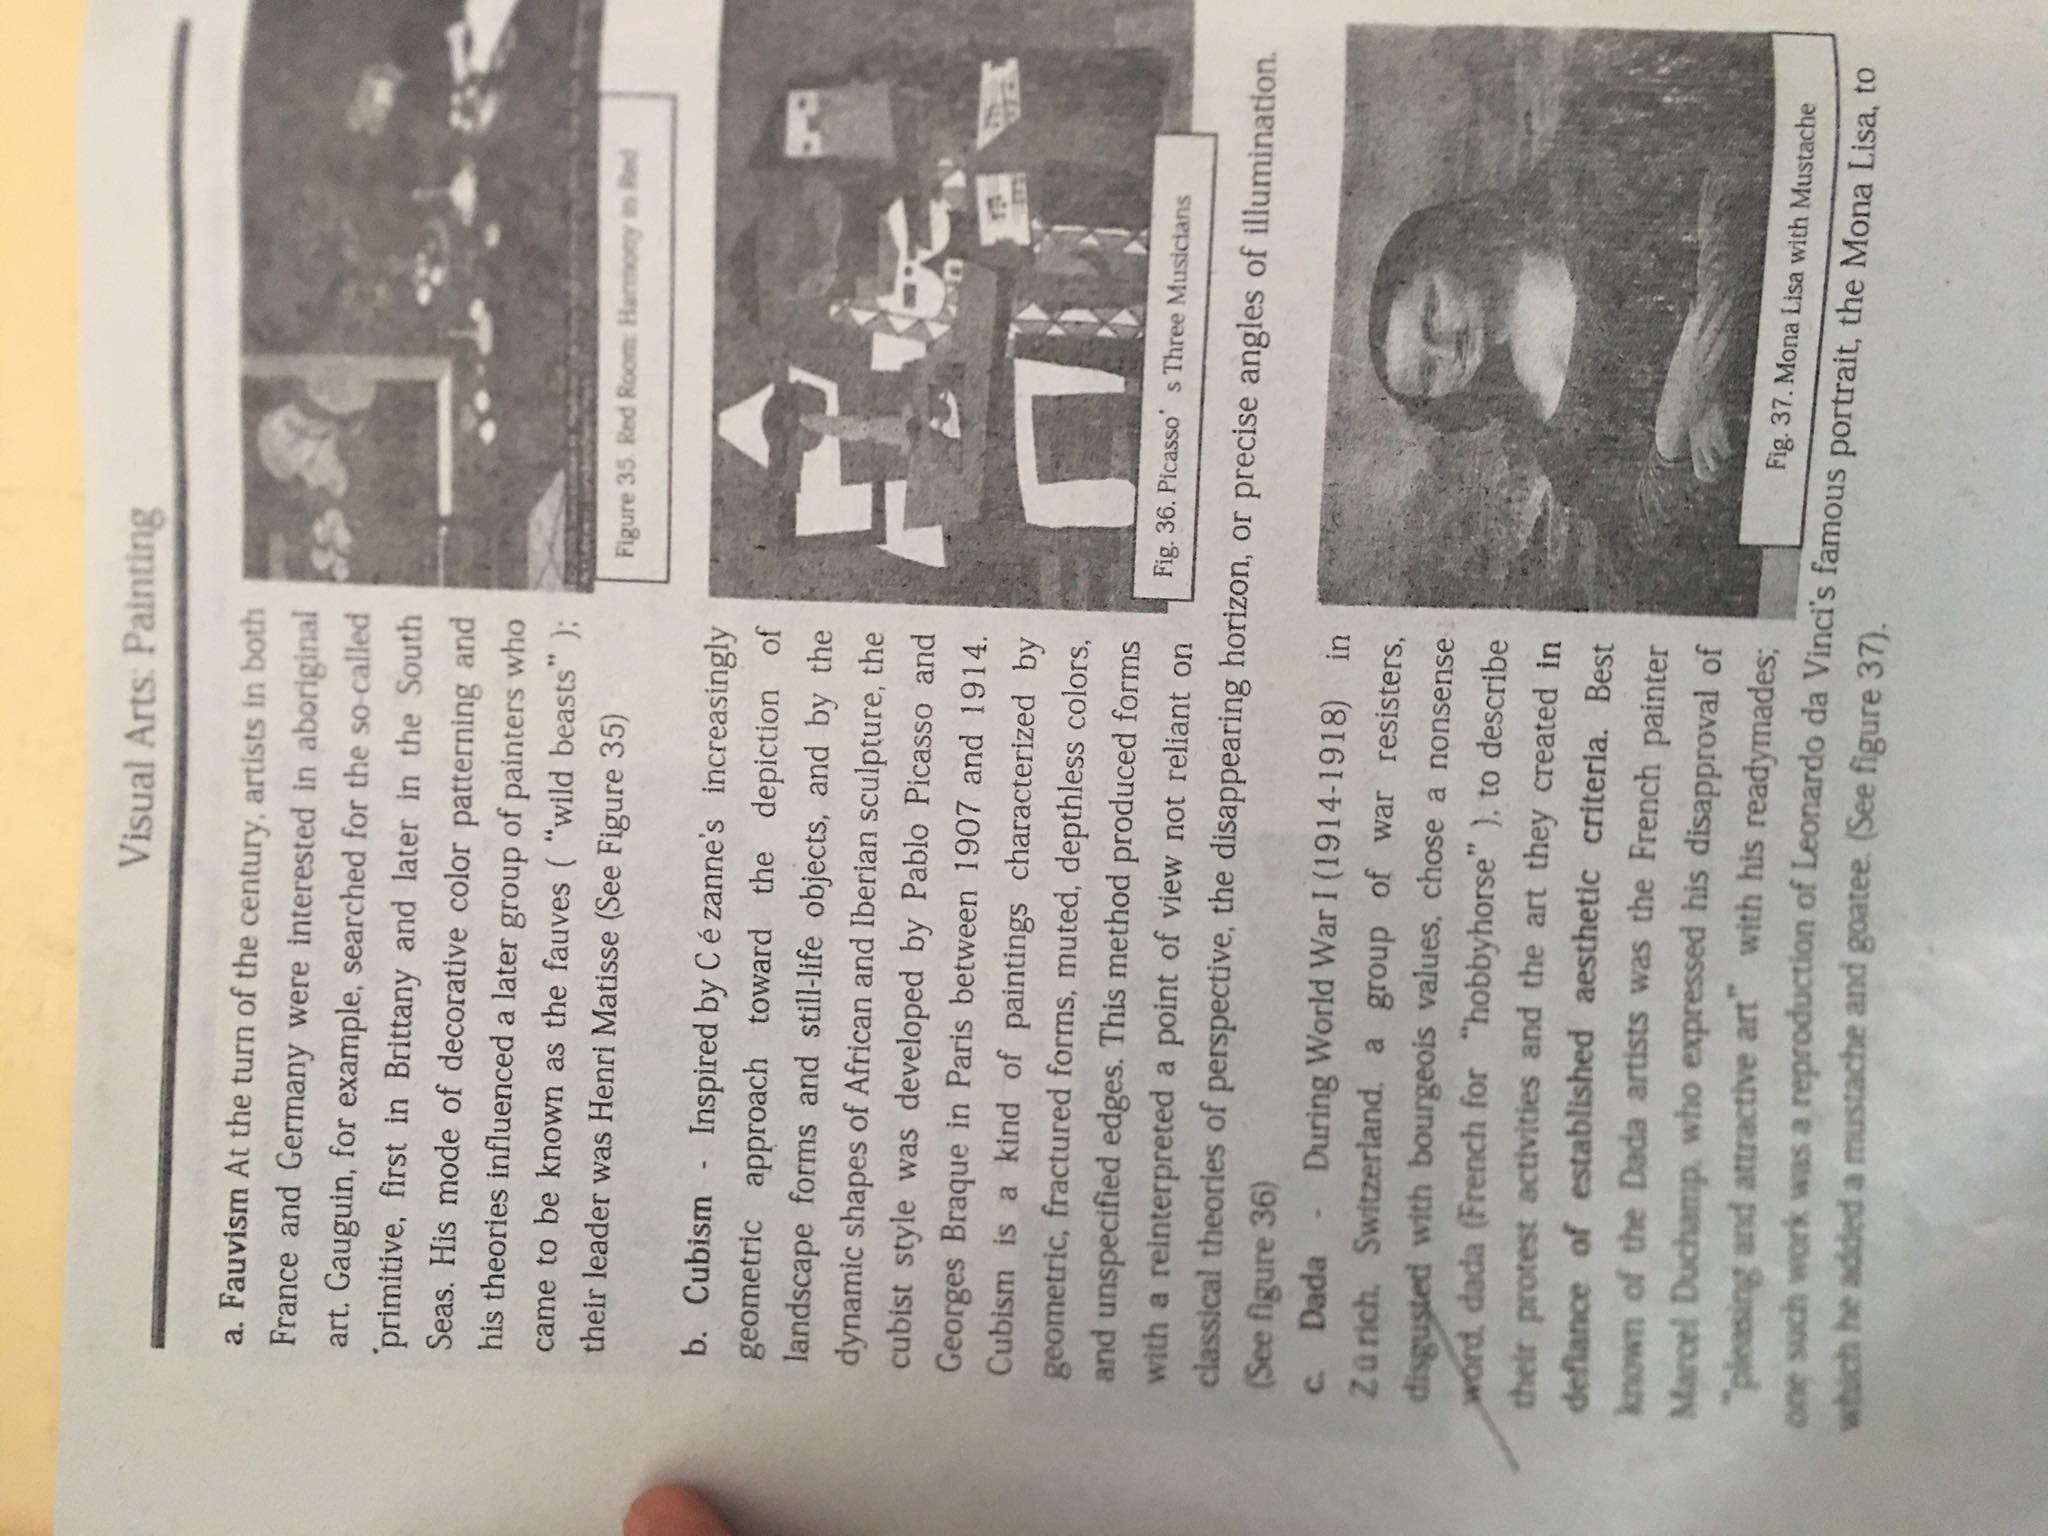 Visual Arts: Painting
a. Fauvism At the turn of the century, artists in both
France and Germany were interested in aboriginal
art. Gauguin, for example, searched for the so-called
primitive, first in Brittany and later in the South
Seas. His mode of decorative color patterning and
his theories influenced a later group of painters who
came to be known as the fauves ( “wild beasts” );
their leader was Henri Matisse (See Figure 35)
Figure 35. Red Room: Harmony in Red
b. Cubism - Inspired by C é zanne's increasingly
geometric approach toward the depiction of
landscape forms and still-life objects, and by the
dynamic shapes of African and Iberian sculpture, the
cubist style was developed by Pablo Picasso and
Georges Braque in Paris between 1907 and 1914.
Cubism is a kind of paintings characterized by
geometric, fractured forms, muted, depthless colors,
and unspecified edges. This method produced forms
with a reinterpreted a point of view not reliant on
classical theories of perspective, the disappearing horizon, or precise angles of illumination.
(See figure 36)
Fig. 36. Picasso’ s Three Musicians
c. Dada - During World War I (1914-1918) in
Z ü rich, Switzerland, a group of war resisters,
disgusted with bourgeois values, chose a nonsense
word, dada (French for “hobbyhorse” ), to describe
their protest activities and the art they created in
defiance of established aesthetic criteria. Best
known of the Dada artists was the French painter
Marcel Duchamp, who expressed his disapproval of
“pleasing and attractive art” with his readymades;
one such work was a reproduction of Leonardo da Vinci's famous portrait, the Mona Lisa, to
which he added a mustache and goatee. (See figure 37).
Fig. 37. Mona Lisa with Mustache